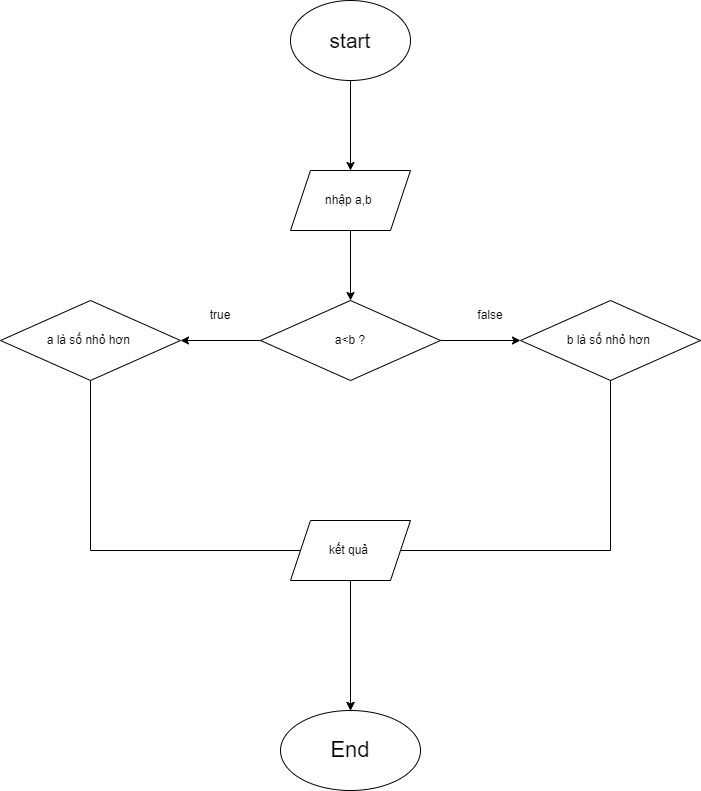 start
nhập a,b
true
false
a là số nhỏ hơn
a<b ?
b là số nhỏ hơn
kết quả
End